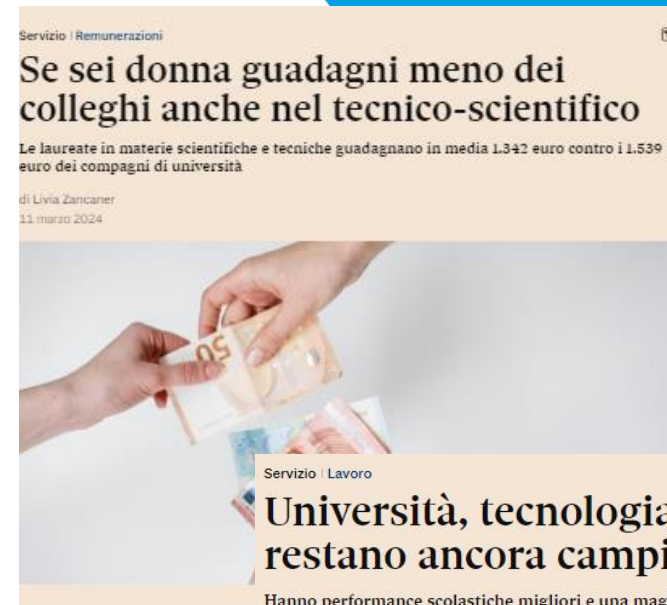 Servizio | Remunerazioni
Se sei donna guadagni meno dei
colleghi anche nel tecnico-scientifico
Le laureate in materie scientifiche e tecniche guadagnano in media 1.342 euro contro i 1.539
euro dei compagni di università
di Livia Zancaner
11 marzo 2024
50
Servizio | Lavoro
Università, tecnologia
restano ancora campi
Hanno performance scolastiche migliori e una mag